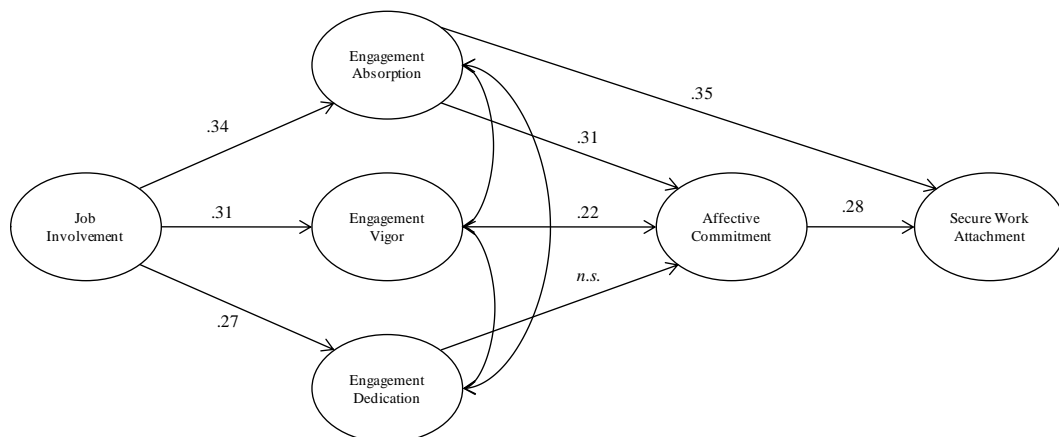 Engagement
Absorption
.35
.34
.31
Job
Involvement
.31
Engagement
Vigor
.22
Affective
Commitment
.28
Secure Work
Attachment
n.s.
.27
Engagement
Dedication